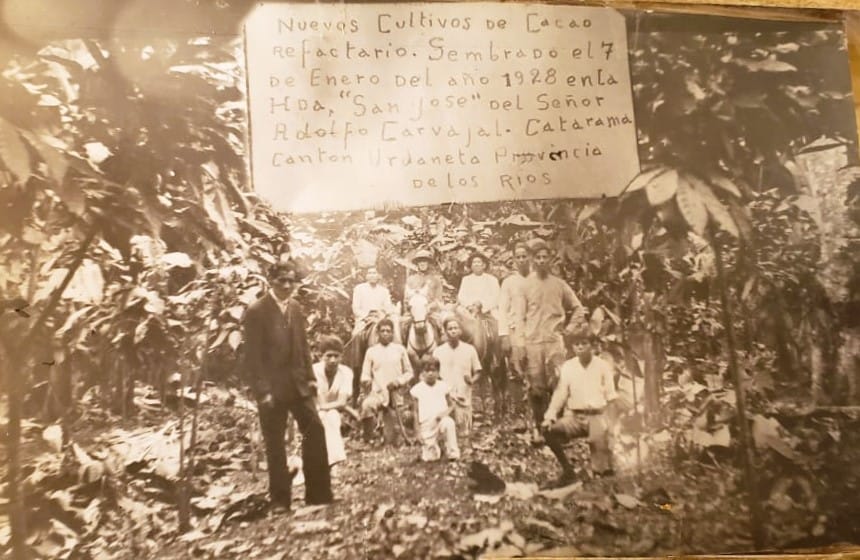 Nuevos Cultivos de Cacao
refactario. Sembrado el 7
de Enero del año 1928 en la
Hda, "San Jose" del Señor
Adolfo Carvajal. Catarama
Canton Urdaneta Provincia
de los Rios